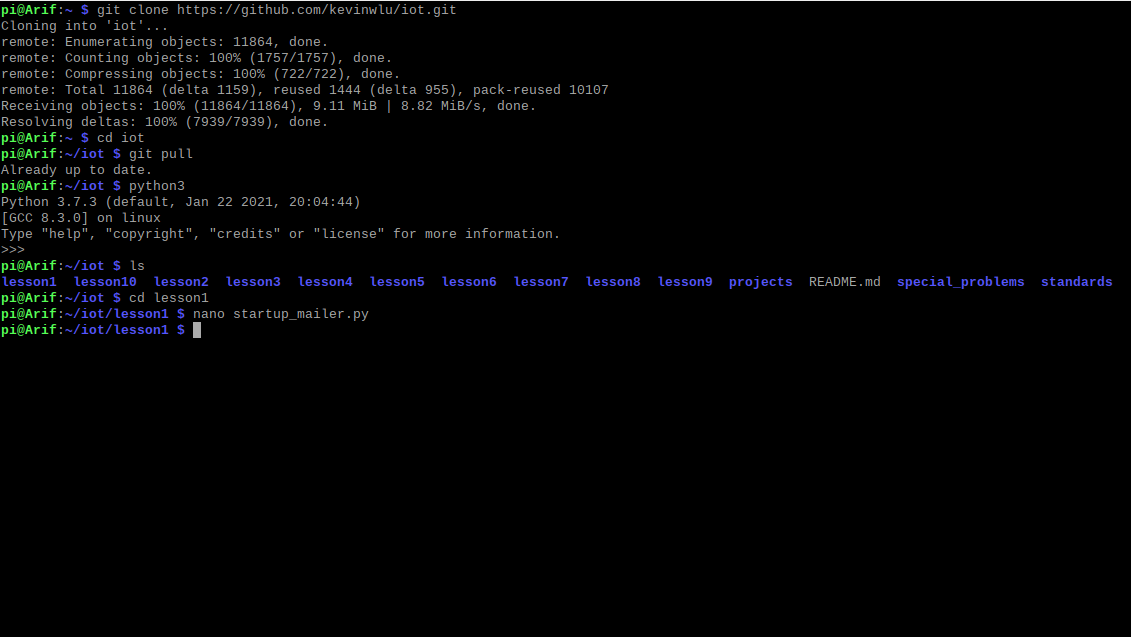 pi@Arif:~ $ git clone https://github.com/kevinwlu/iot.git
Cloning into 'iot'...
remote: Enumerating objects: 11864, done.
remote: Counting objects: 100% (1757/1757), done.
remote: Compressing objects: 100% (722/722), done.
remote: Total 11864 (delta 1159), reused 1444 (delta 955), pack-reused 10107
Receiving objects: 100% (11864/11864), 9.11 MiB | 8.82 MiB/s, done.
Resolving deltas: 100% (7939/7939), done.
pi@Arif:~ $ cd iot
pi@Arif:~/iot $ git pull
Already up to date.
pi@Arif:~/iot $ python3
Python 3.7.3 (default, Jan 22 2021, 20:04:44)
[GCC 8.3.0] on linux
Type "help", "copyright", "credits" or "license" for more information.
>>>
pi@Arif:~/iot $ ls
lesson1  lesson10  lesson2  lesson3  lesson4  lesson5  lesson6  lesson7  lesson8  lesson9  projects  README.md  special_problems  standards
pi@Arif:~/iot $ cd lesson1
pi@Arif:~/iot/lesson1 $ nano startup_mailer.py
pi@Arif:~/iot/lesson1 $